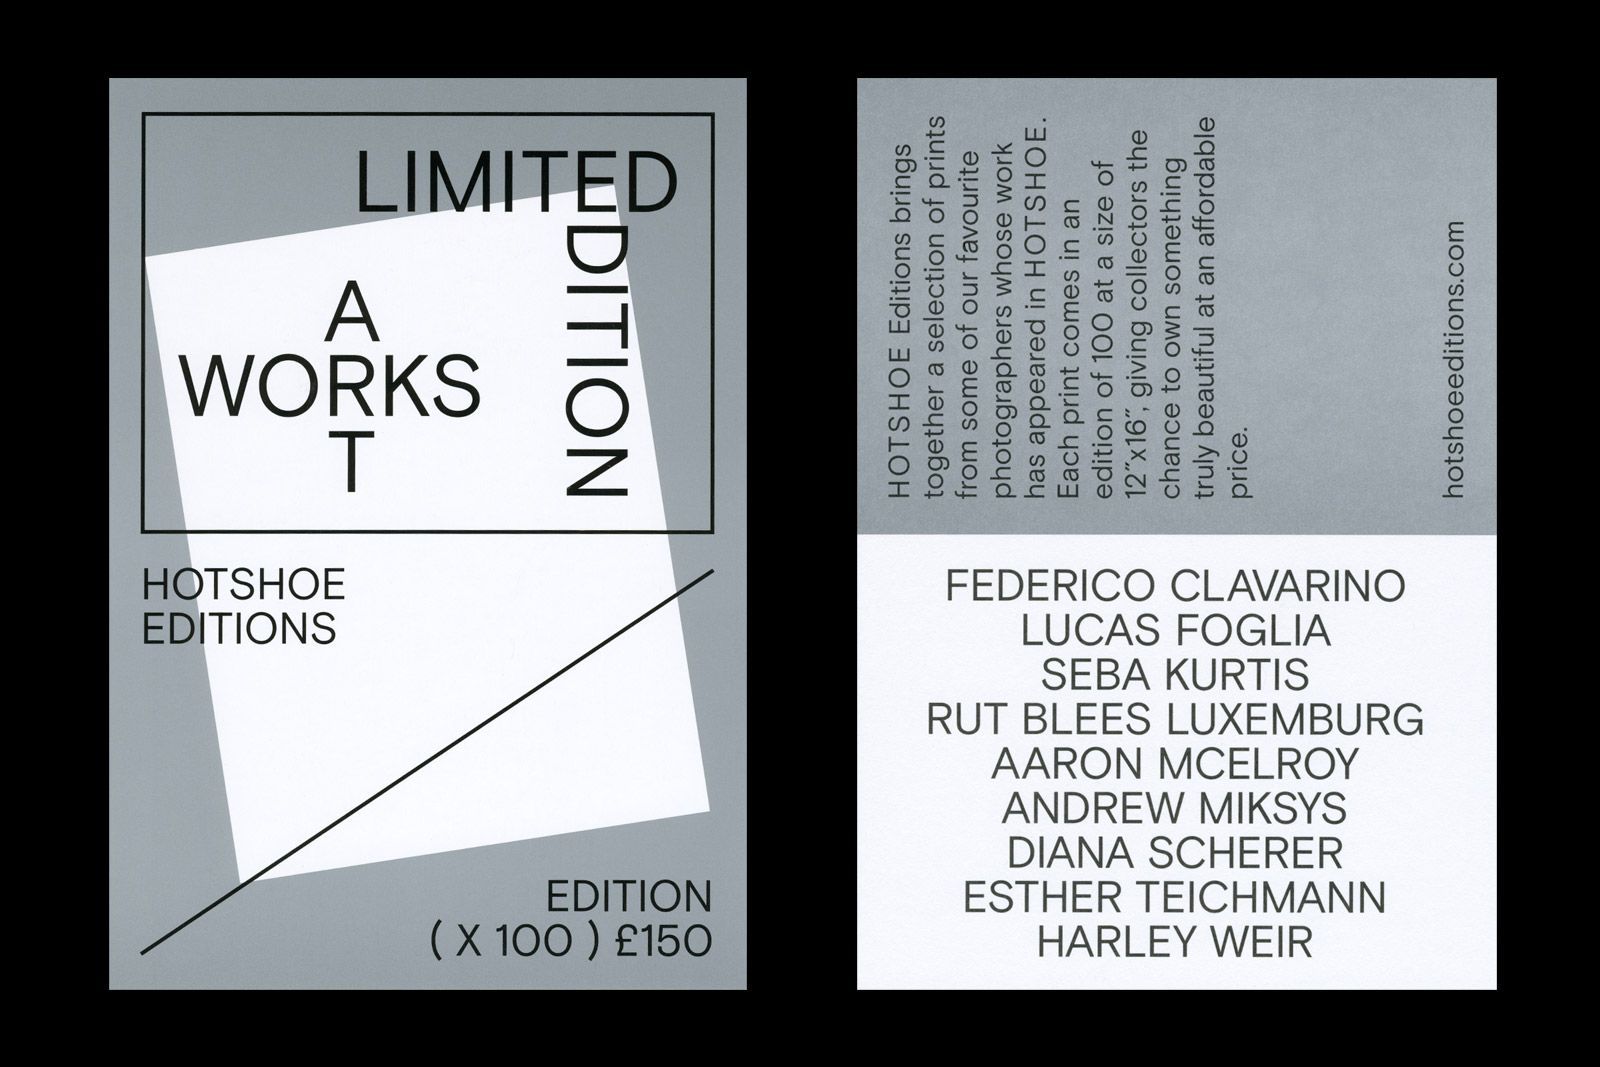 LIMITED
EDITION
A
WORKS
T
HOTSHOE
EDITIONS
EDITION
( X 100 ) £150
HOTSHOE Editions brings
together a selection of prints
from some of our favourite
photographers whose work
has appeared in HOTSHOE.
Each print comes in an
edition of 100 at a size of
12″x16″, giving collectors the
chance to own something
truly beautiful at an affordable
price.
hotshoeeditions.com
FEDERICO CLAVARINO
LUCAS FOGLIA
SEBA KURTIS
RUT BLEES LUXEMBURG
AARON MCELROY
ANDREW MIKSYS
DIANA SCHERER
ESTHER TEICHMANN
HARLEY WEIR